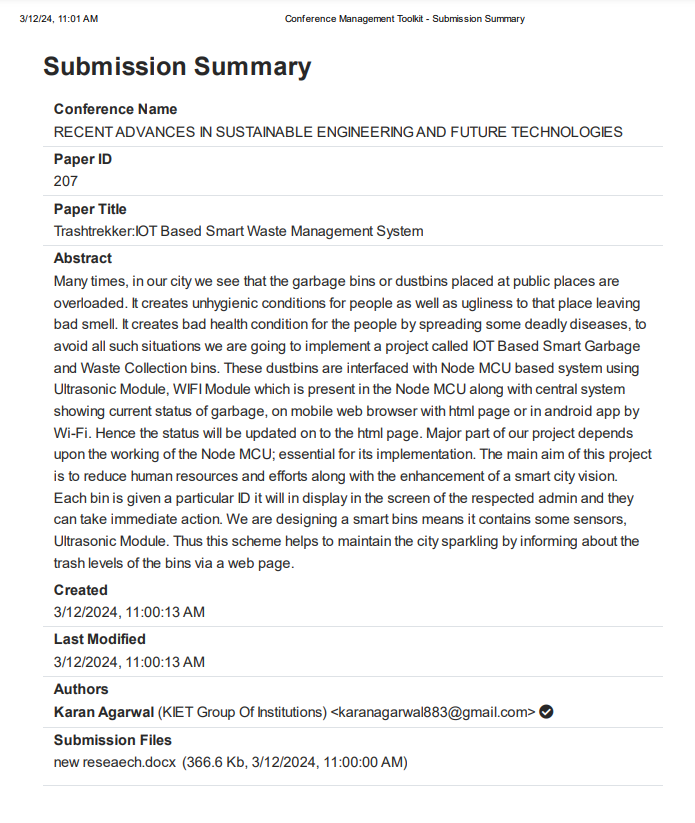 3/12/24, 11:01 AM
Conference Management Toolkit - Submission Summary
Submission Summary
Conference Name
RECENT ADVANCES IN SUSTAINABLE ENGINEERING AND FUTURE TECHNOLOGIES
Paper ID
207
Paper Title
Trashtrekker:IOT Based Smart Waste Management System
Abstract
Many times, in our city we see that the garbage bins or dustbins placed at public places are
overloaded. It creates unhygienic conditions for people as well as ugliness to that place leaving
bad smell. It creates bad health condition for the people by spreading some deadly diseases, to
avoid all such situations we are going to implement a project called IOT Based Smart Garbage
and Waste Collection bins. These dustbins are interfaced with Node MCU based system using
Ultrasonic Module, WIFI Module which is present in the Node MCU along with central system
showing current status of garbage, on mobile web browser with html page or in android app by
Wi-Fi. Hence the status will be updated on to the html page. Major part of our project depends
upon the working of the Node MCU; essential for its implementation. The main aim of this project
is to reduce human resources and efforts along with the enhancement of a smart city vision.
Each bin is given a particular ID it will in display in the screen of the respected admin and they
can take immediate action. We are designing a smart bins means it contains some sensors,
Ultrasonic Module. Thus this scheme helps to maintain the city sparkling by informing about the
trash levels of the bins via a web page.
Created
3/12/2024, 11:00:13 AM
Last Modified
3/12/2024, 11:00:13 AM
Authors
Karan Agarwal (KIET Group Of Institutions) <karanagarwal883@gmail.com>
Submission Files
new reseaech.docx (366.6 Kb, 3/12/2024, 11:00:00 AM)